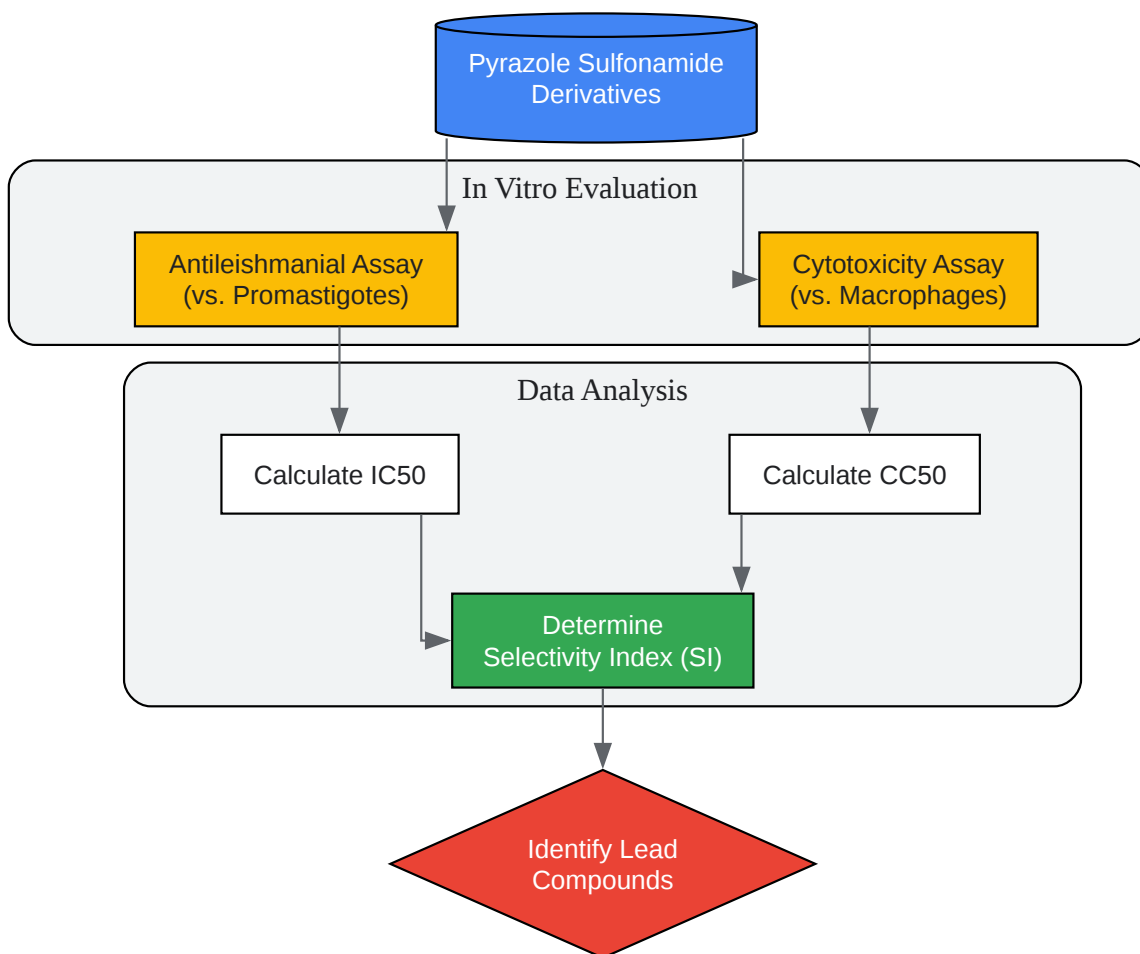 Pyrazole Sulfonamide
Derivatives
In Vitro Evaluation
Antileishmanial Assay
(vs. Promastigotes)
Cytotoxicity Assay
(vs. Macrophages)
Data Analysis
Calculate IC50
Calculate CC50
Determine
Selectivity Index (SI)
Identify Lead
Compounds